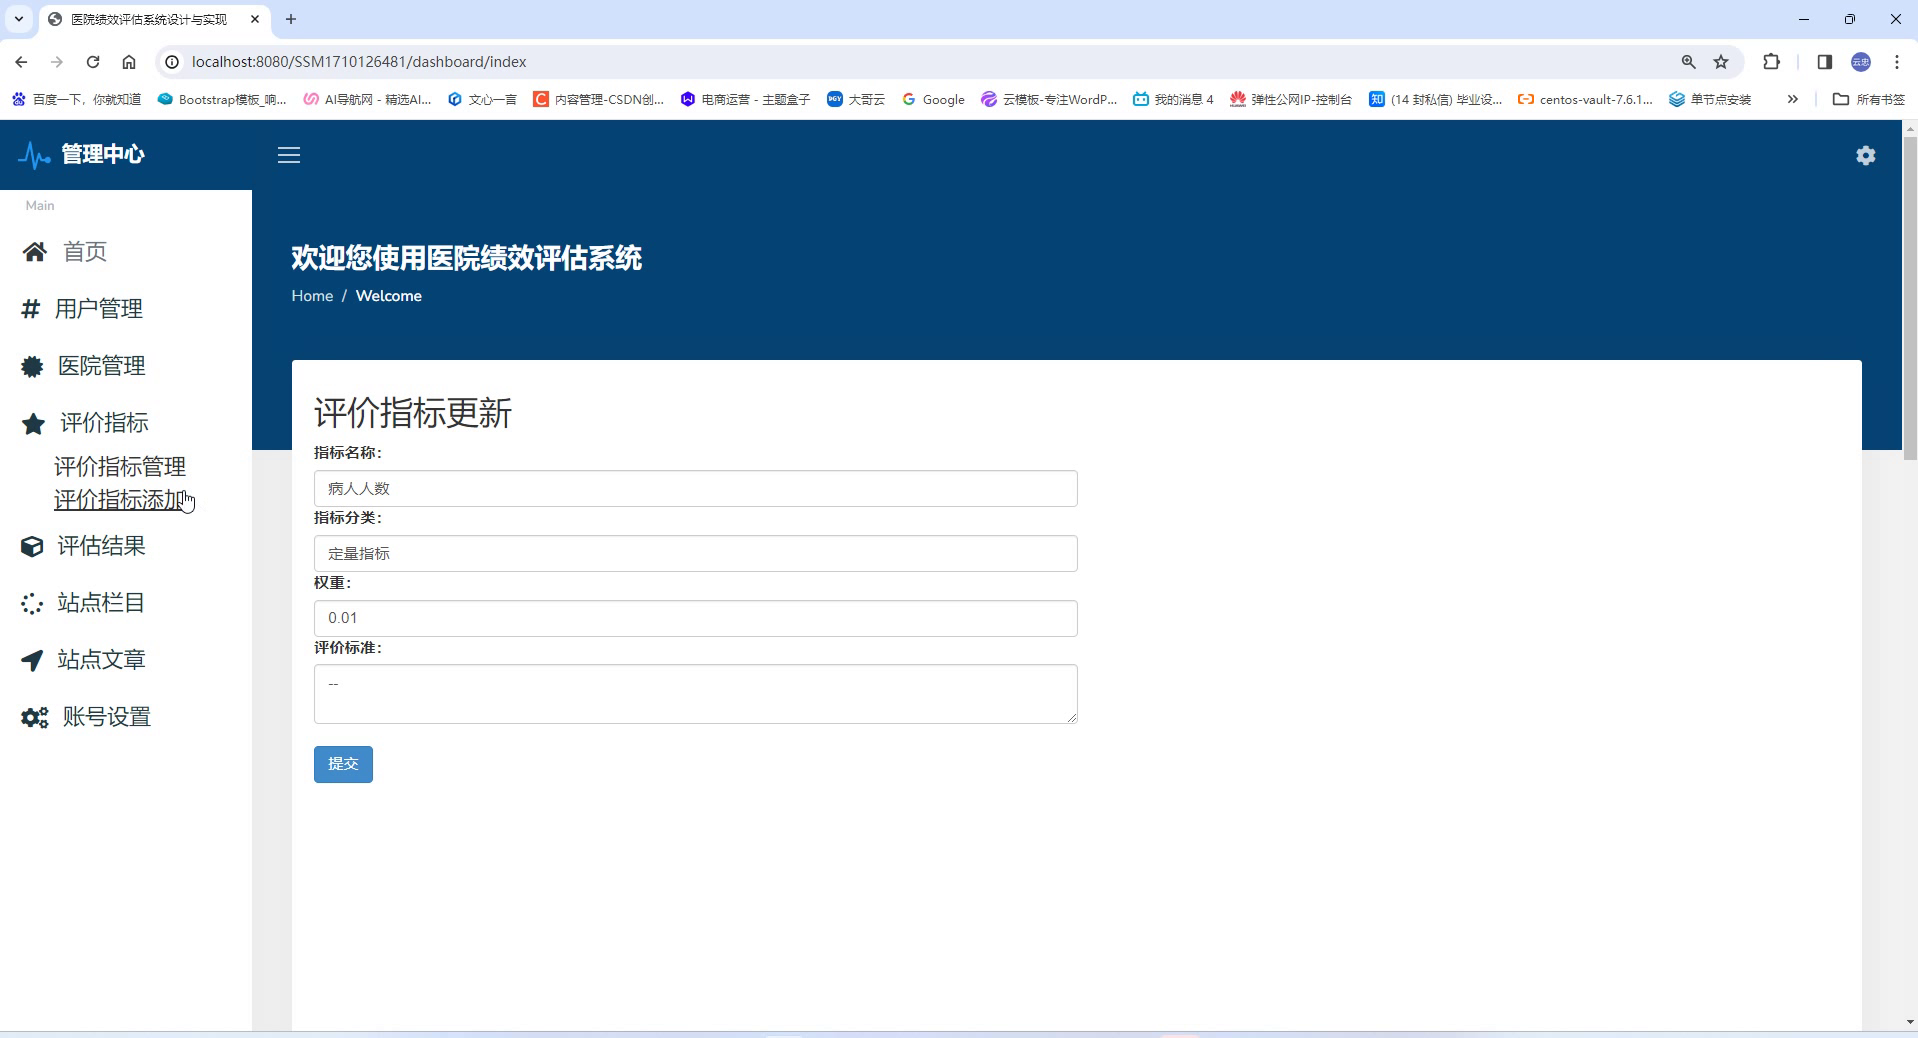 医院绩效评估系统设计与实现
localhost:8080/SSM1710126481/dashboard/index
云忠
百度一下，你就知道 Bootstrap模板_响... AI导航网 - 精选AI... 文心一言 内容管理-CSDN创... 电商运营 - 主题盒子 大哥云 Google 云模板-专注WordP... 我的消息 4 弹性公网IP-控制台 (14 封私信) 毕业设... centos-vault-7.6.1... 单节点安装 所有书签
管理中心
Main
首页
用户管理
医院管理
评价指标
评价指标管理
评价指标添加
评估结果
站点栏目
站点文章
账号设置
欢迎您使用医院绩效评估系统
Home / Welcome
评价指标更新
指标名称：
病人人数
指标分类：
定量指标
权重：
0.01
评价标准：
--
提交